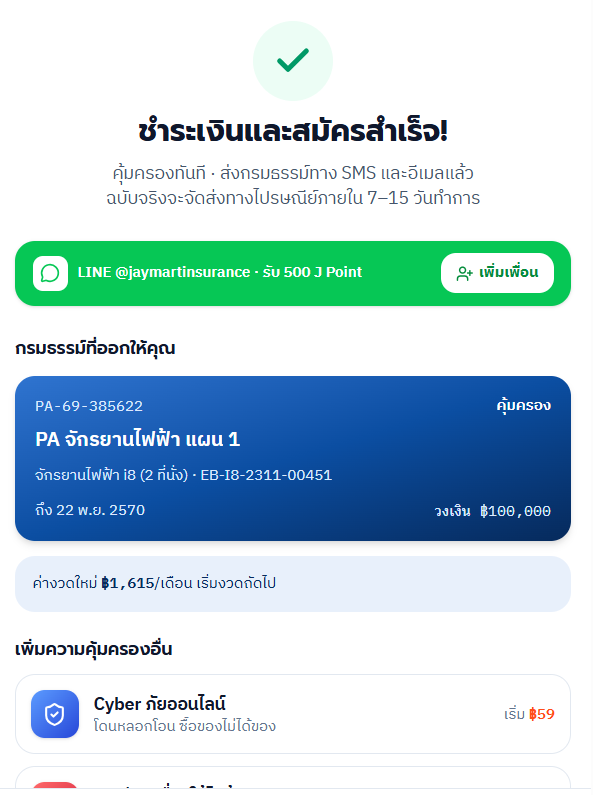 ชำระเงินและสมัครสำเร็จ!
คุ้มครองทันที · ส่งกรมธรรม์ทาง SMS และอีเมลแล้ว
ฉบับจริงจะจัดส่งทางไปรษณีย์ภายใน 7–15 วันทำการ
LINE @jaymartinsurance · รับ 500 J Point
เพิ่มเพื่อน
กรมธรรม์ที่ออกให้คุณ
PA-69-385622
คุ้มครอง
PA จักรยานไฟฟ้า แผน 1
จักรยานไฟฟ้า i8 (2 ที่นั่ง) · EB-I8-2311-00451
ถึง 22 พ.ย. 2570
วงเงิน ฿100,000
ค่างวดใหม่ ฿1,615/เดือน เริ่มงวดถัดไป
เพิ่มความคุ้มครองอื่น
Cyber ภัยออนไลน์
โดนหลอกโอน ซื้อของไม่ได้ของ
เริ่ม ฿59